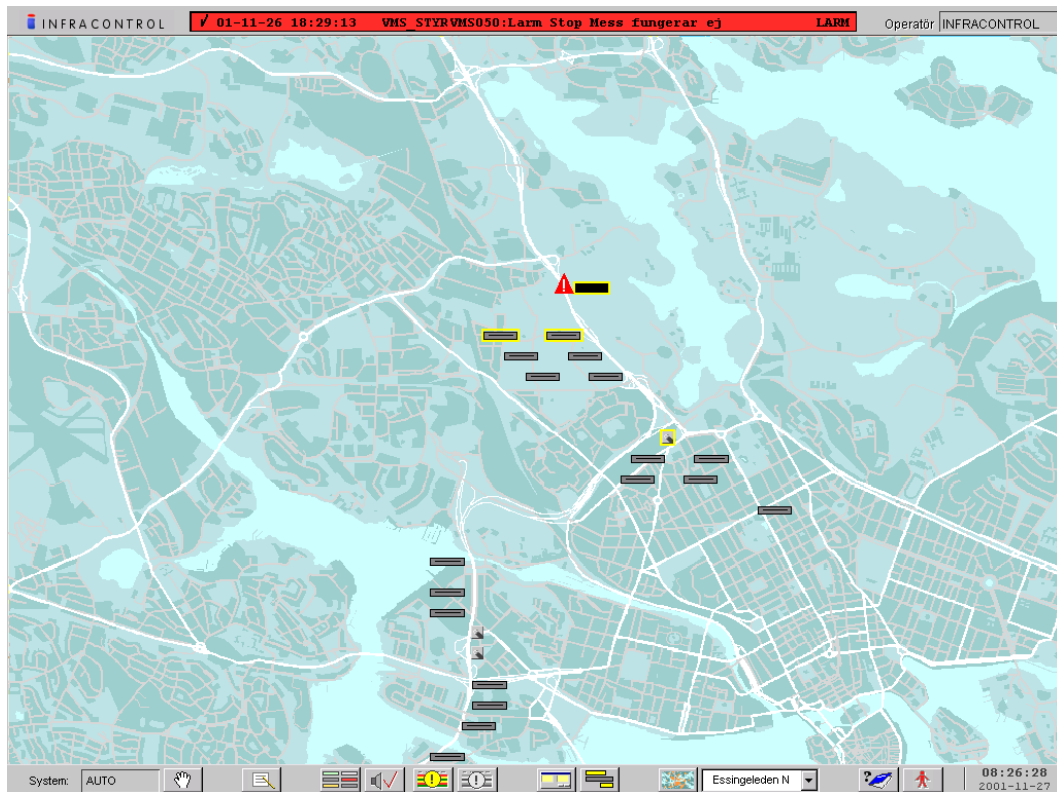 INFRACONTROL
√ 01-11-26 18:29:13 VMS_STYRVMS050:Larm Stop Mess fungerar ej LARM
Operatör INFRACONTROL
System: AUTO
Essingeleden N
08:26:28
2001-11-27